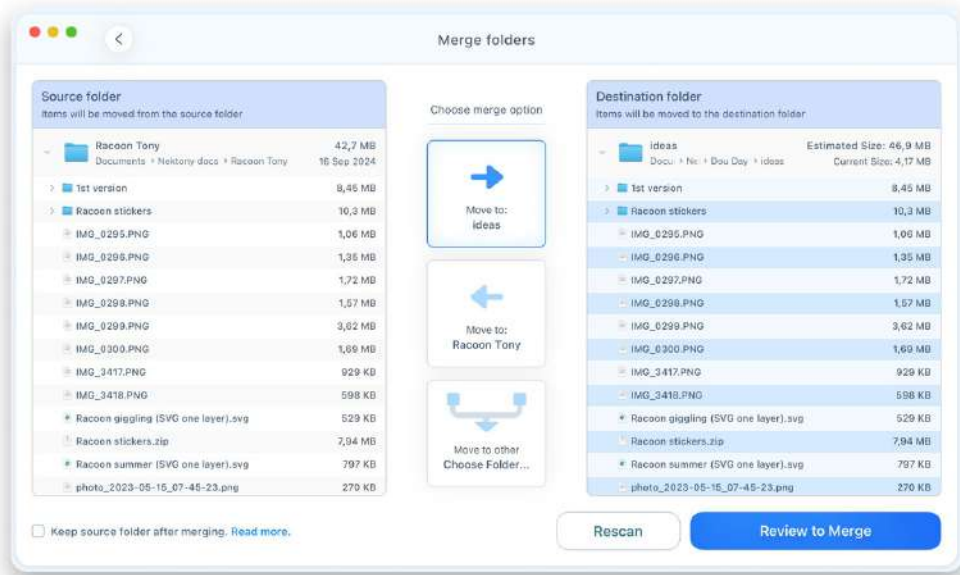 Merge folders
Source folder
Items will be moved from the source folder
Racoon Tony 42,7 MB
Documents › Nektony docs › Racoon Tony 16 Sep 2024
1st version 8,45 MB
Racoon stickers 10,3 MB
IMG_0295.PNG 1,06 MB
IMG_0296.PNG 1,35 MB
IMG_0297.PNG 1,72 MB
IMG_0298.PNG 1,57 MB
IMG_0299.PNG 3,62 MB
IMG_0300.PNG 1,69 MB
IMG_3417.PNG 929 KB
IMG_3418.PNG 598 KB
Racoon giggling (SVG one layer).svg 529 KB
Racoon stickers.zip 7,94 MB
Racoon summer (SVG one layer).svg 797 KB
photo_2023-05-15_07-45-23.png 270 KB
Choose merge option
Move to:
ideas
Move to:
Racoon Tony
Move to other
Choose Folder...
Destination folder
Items will be moved to the destination folder
ideas Estimated Size: 46,9 MB
Docu › Ne › Dou Day › ideas Current Size: 4,17 MB
1st version 8,45 MB
Racoon stickers 10,3 MB
IMG_0295.PNG 1,06 MB
IMG_0296.PNG 1,35 MB
IMG_0297.PNG 1,72 MB
IMG_0298.PNG 1,57 MB
IMG_0299.PNG 3,62 MB
IMG_0300.PNG 1,69 MB
IMG_3417.PNG 929 KB
IMG_3418.PNG 598 KB
Racoon giggling (SVG one layer).svg 529 KB
Racoon stickers.zip 7,94 MB
Racoon summer (SVG one layer).svg 797 KB
photo_2023-05-15_07-45-23.png 270 KB
Keep source folder after merging. Read more.
Rescan
Review to Merge